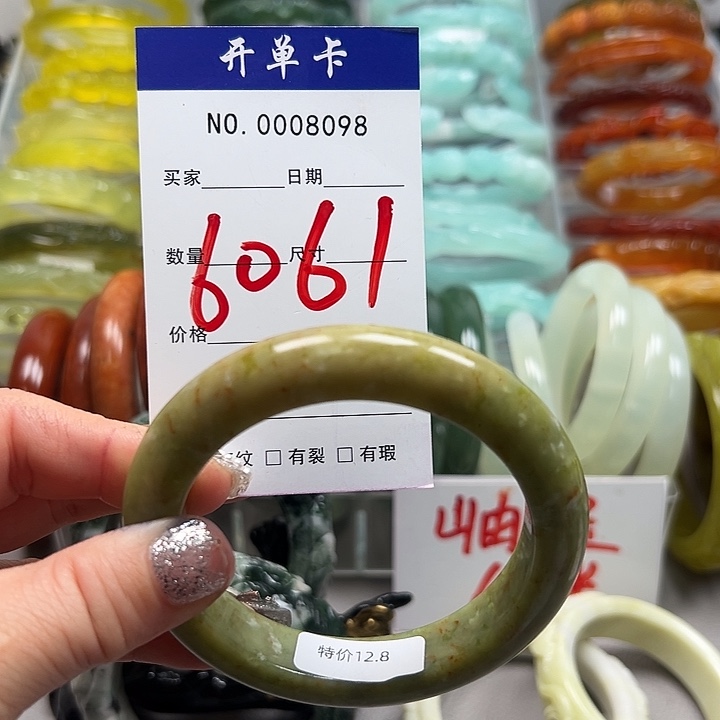 开单卡
NO. 0008098
买家 日期
数量 尺寸
6061
价格
纹 □ 有裂 □ 有瑕
岫玉
特价12.8